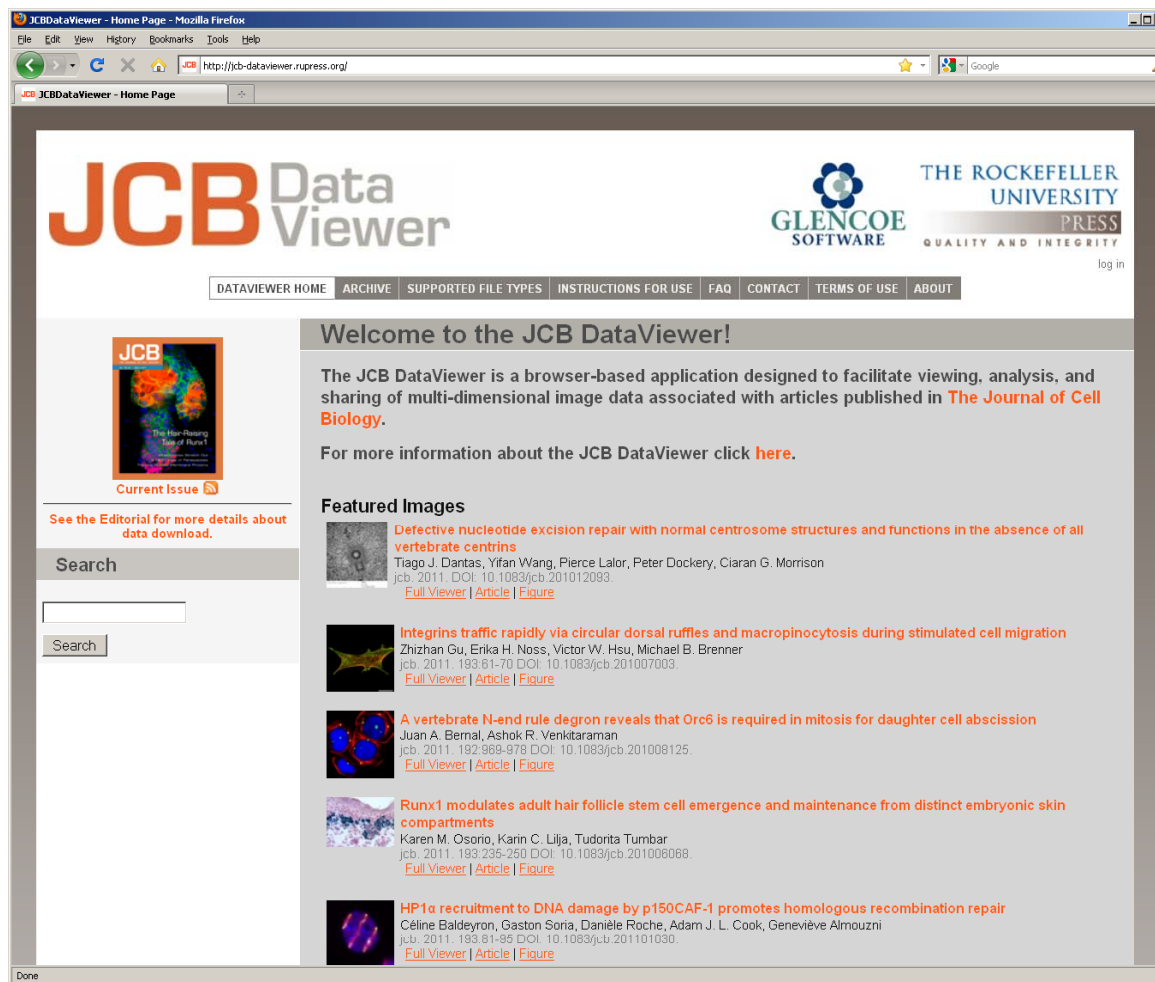 JCBDataViewer - Home Page - Mozilla Firefox
File Edit View History Bookmarks Tools Help
JCB http://jcb-dataviewer.rupress.org/
Google
JCB JCBDataViewer - Home Page
JCB Data Viewer
GLENCOE
SOFTWARE
THE ROCKEFELLER
UNIVERSITY
PRESS
QUALITY AND INTEGRITY
log in
DATAVIEWER HOME ARCHIVE SUPPORTED FILE TYPES INSTRUCTIONS FOR USE FAQ CONTACT TERMS OF USE ABOUT
JCB
The Hair-Raising
Tale of Runx1
Current Issue
See the Editorial for more details about
data download.
Search
Search
Welcome to the JCB DataViewer!
The JCB DataViewer is a browser-based application designed to facilitate viewing, analysis, and
sharing of multi-dimensional image data associated with articles published in The Journal of Cell
Biology.
For more information about the JCB DataViewer click here.
Featured Images
Defective nucleotide excision repair with normal centrosome structures and functions in the absence of all
vertebrate centrins
Tiago J. Dantas, Yifan Wang, Pierce Lalor, Peter Dockery, Ciaran G. Morrison
jcb. 2011. DOI: 10.1083/jcb.201012093.
Full Viewer | Article | Figure
Integrins traffic rapidly via circular dorsal ruffles and macropinocytosis during stimulated cell migration
Zhizhan Gu, Erika H. Noss, Victor W. Hsu, Michael B. Brenner
jcb. 2011. 193:61-70 DOI: 10.1083/jcb.201007003.
Full Viewer | Article | Figure
A vertebrate N-end rule degron reveals that Orc6 is required in mitosis for daughter cell abscission
Juan A. Bernal, Ashok R. Venkitaraman
jcb. 2011. 192:969-978 DOI: 10.1083/jcb.201008125.
Full Viewer | Article | Figure
Runx1 modulates adult hair follicle stem cell emergence and maintenance from distinct embryonic skin
compartments
Karen M. Osorio, Karin C. Lilja, Tudorita Tumbar
jcb. 2011. 193:235-250 DOI: 10.1083/jcb.201006068.
Full Viewer | Article | Figure
HP1α recruitment to DNA damage by p150CAF-1 promotes homologous recombination repair
Céline Baldeyron, Gaston Soria, Danièle Roche, Adam J. L. Cook, Geneviève Almouzni
jcb. 2011. 193:81-95 DOI: 10.1083/jcb.201101030.
Full Viewer | Article | Figure
Done